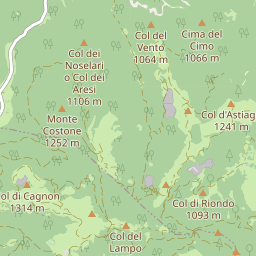 Col del
Vento
1064 m
Cima del
Cimo
1066 m
Col dei
Noselari
o Col dei
Aresi
1106 m
Col d'Astiag
1241 m
Monte
Costone
1252 m
ol di Cagnon
1314 m
Col di Riondo
1093 m
Col del
Lampo